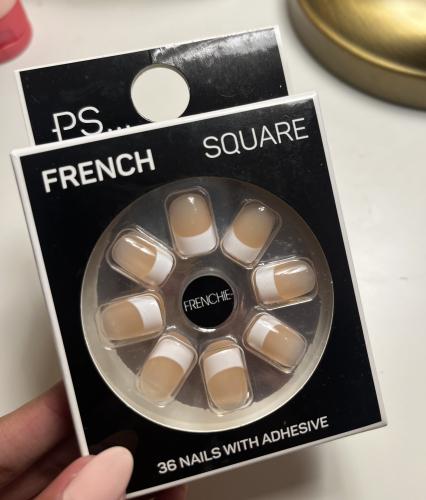 PS...
FRENCH
SQUARE
FRENCHIE
36 NAILS WITH ADHESIVE